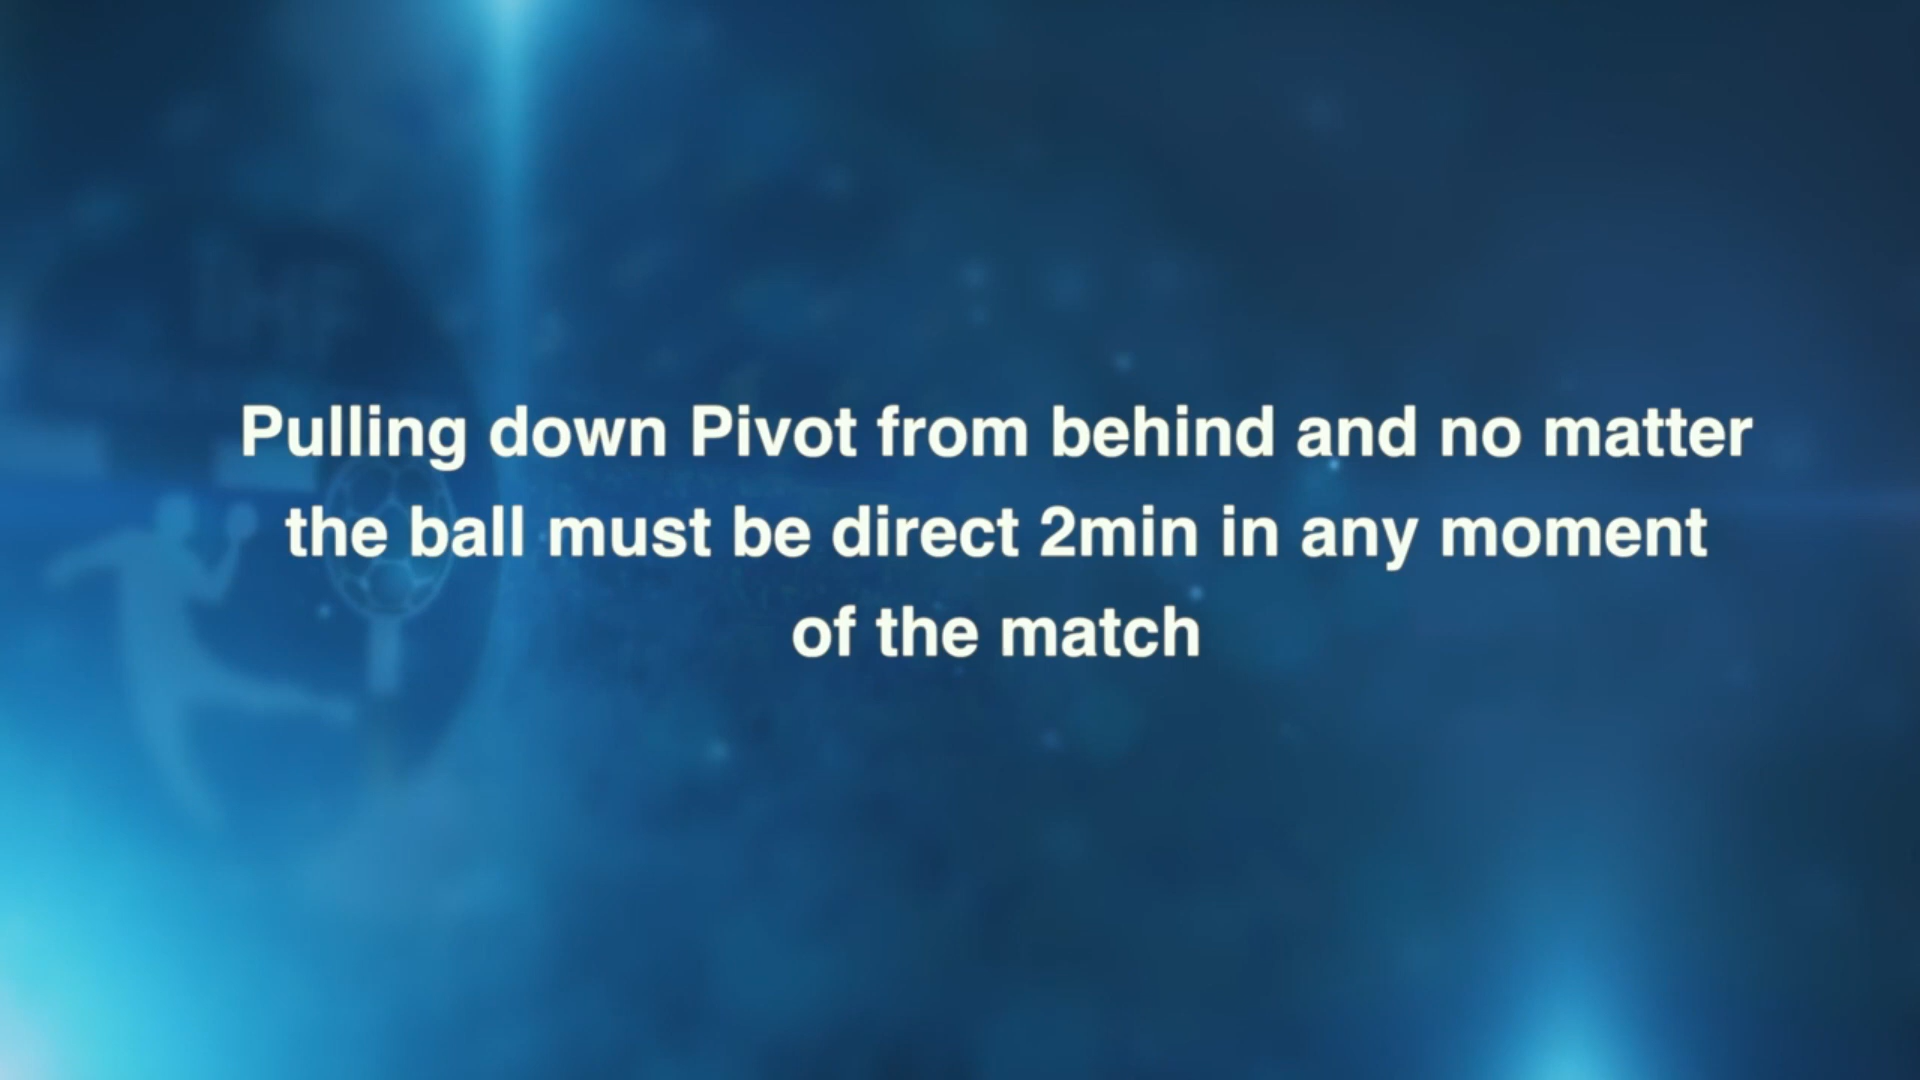 IHF
Pulling down Pivot from behind and no matter
the ball must be direct 2min in any moment
of the match